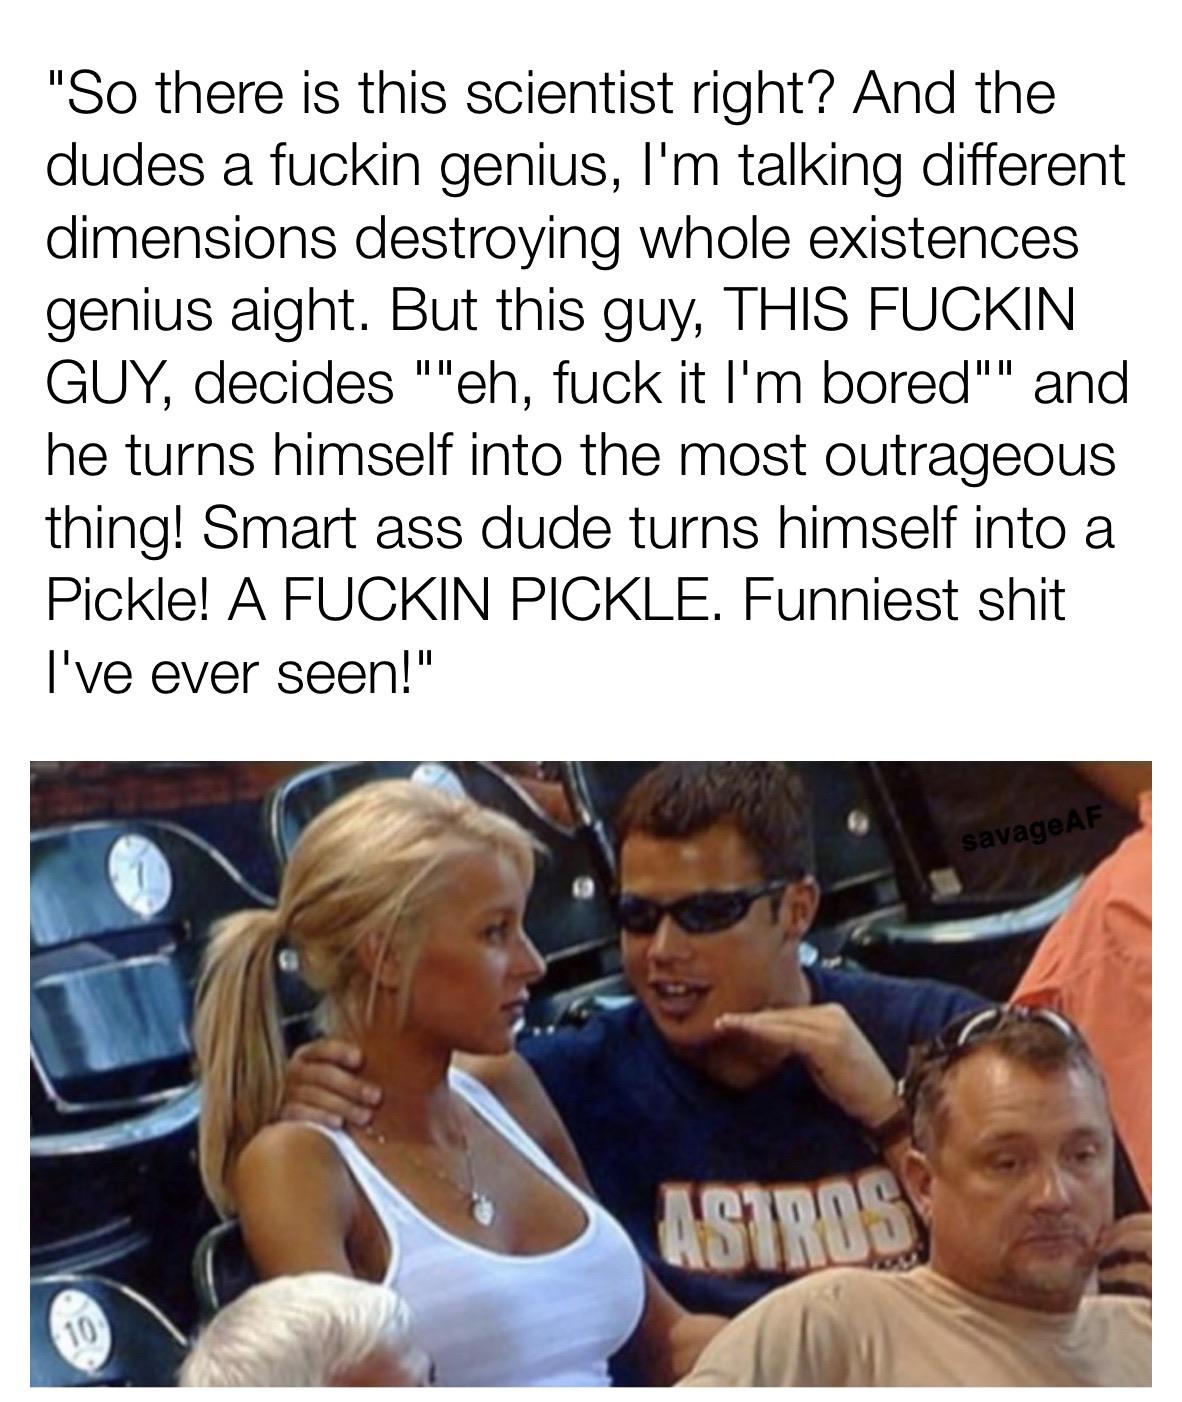 "So there is this scientist right? And the
dudes a fuckin genius, I'm talking different
dimensions destroying whole existences
genius aight. But this guy, THIS FUCKIN
GUY, decides ""eh, fuck it I'm bored"" and
he turns himself into the most outrageous
thing! Smart ass dude turns himself into a
Pickle! A FUCKIN PICKLE. Funniest shit
I've ever seen!"
savageAF
7
ASTROS
10